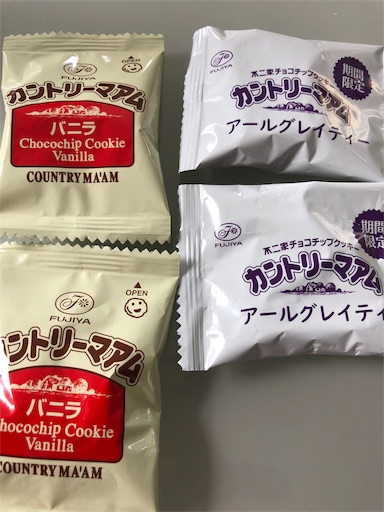 FUJIYA
OPEN
カントリーマアム
バニラ
Chocochip Cookie
Vanilla
COUNTRY MA'AM
FUJIYA
OPEN
カントリーマアム
バニラ
Chocochip Cookie
Vanilla
COUNTRY MA'AM
FUJIYA
期間
限定
不二家チョコチップクッキー
カントリーマアム
アールグレイティー
FUJIYA
期間
限定
不二家チョコチップクッキー
カントリーマアム
アールグレイティ